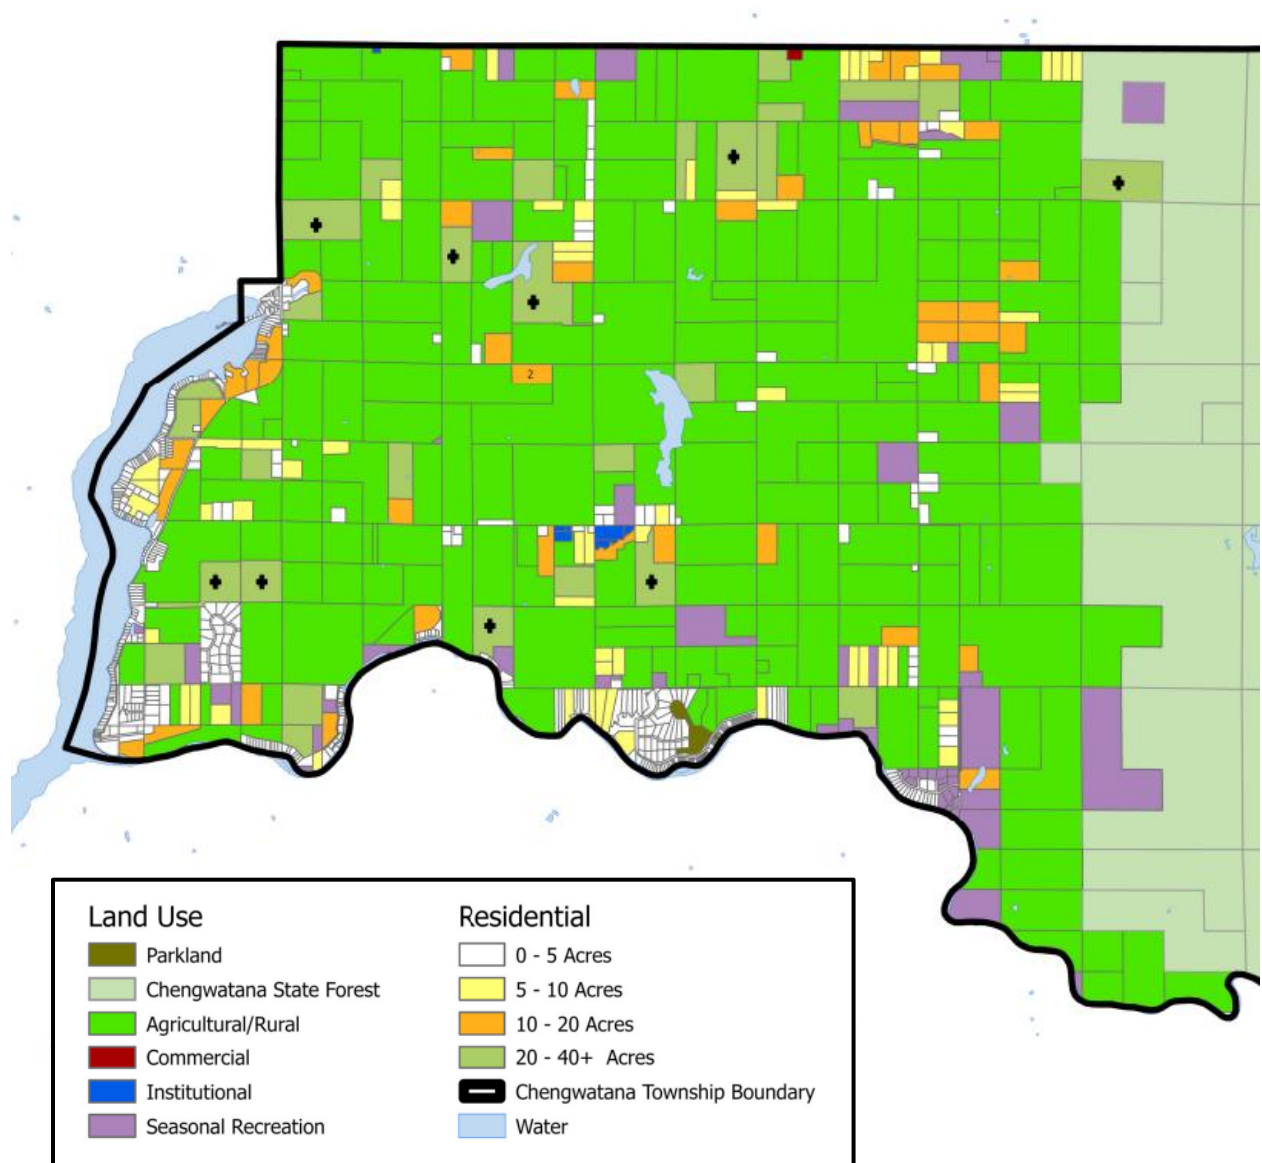 2
Land Use
Parkland
Chengwatana State Forest
Agricultural/Rural
Commercial
Institutional
Seasonal Recreation
Residential
0 - 5 Acres
5 - 10 Acres
10 - 20 Acres
20 - 40+ Acres
Chengwatana Township Boundary
Water